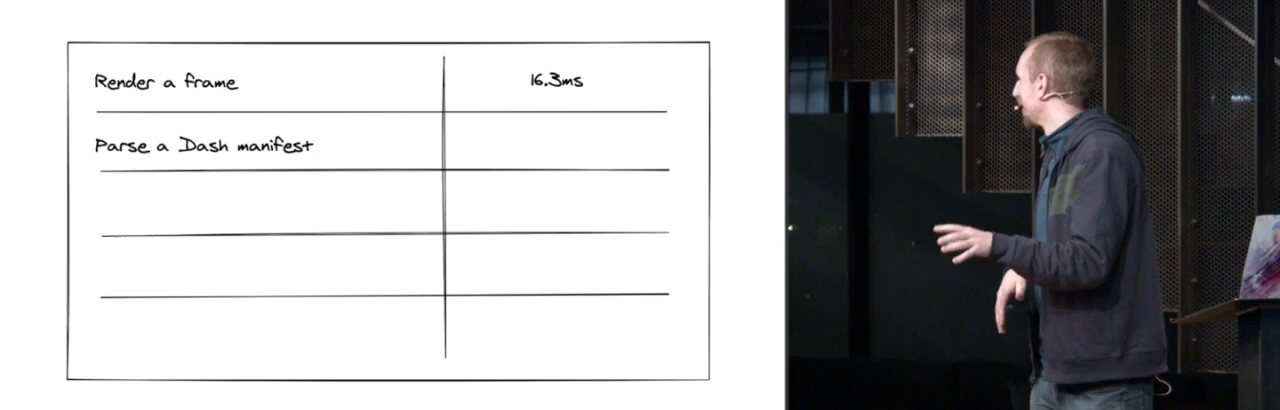 Render a frame
16.3ms
Parse a Dash manifest